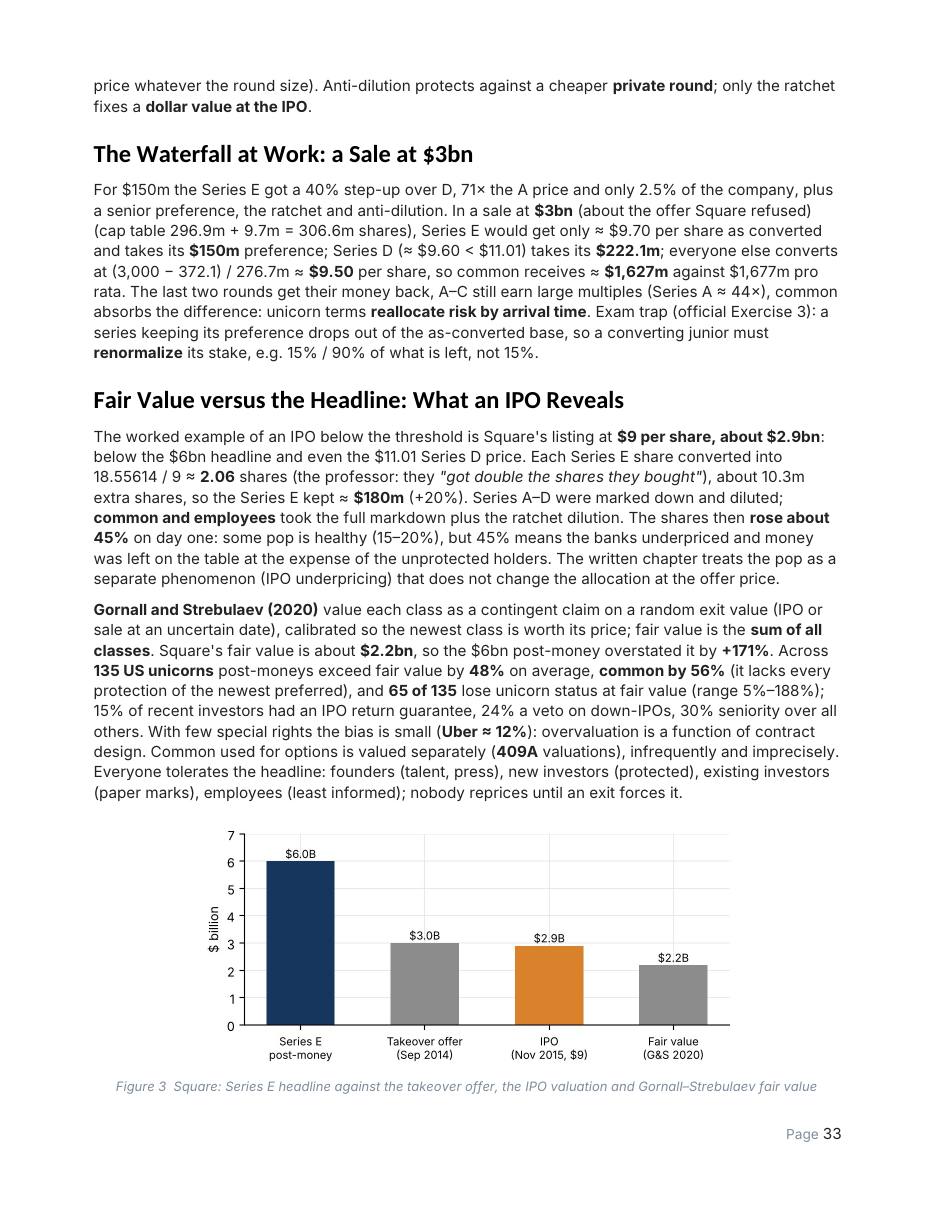 price whatever the round size). Anti-dilution protects against a cheaper private round; only the ratchet
fixes a dollar value at the IPO.
The Waterfall at Work: a Sale at $3bn
For $150m the Series E got a 40% step-up over D, 71× the A price and only 2.5% of the company, plus
a senior preference, the ratchet and anti-dilution. In a sale at $3bn (about the offer Square refused)
(cap table 296.9m + 9.7m = 306.6m shares), Series E would get only ≈ $9.70 per share as converted
and takes its $150m preference; Series D (≈ $9.60 < $11.01) takes its $222.1m; everyone else converts
at (3,000 − 372.1) / 276.7m ≈ $9.50 per share, so common receives ≈ $1,627m against $1,677m pro
rata. The last two rounds get their money back, A–C still earn large multiples (Series A ≈ 44×), common
absorbs the difference: unicorn terms reallocate risk by arrival time. Exam trap (official Exercise 3): a
series keeping its preference drops out of the as-converted base, so a converting junior must
renormalize its stake, e.g. 15% / 90% of what is left, not 15%.
Fair Value versus the Headline: What an IPO Reveals
The worked example of an IPO below the threshold is Square's listing at $9 per share, about $2.9bn:
below the $6bn headline and even the $11.01 Series D price. Each Series E share converted into
18.55614 / 9 ≈ 2.06 shares (the professor: they "got double the shares they bought"), about 10.3m
extra shares, so the Series E kept ≈ $180m (+20%). Series A–D were marked down and diluted;
common and employees took the full markdown plus the ratchet dilution. The shares then rose about
45% on day one: some pop is healthy (15–20%), but 45% means the banks underpriced and money
was left on the table at the expense of the unprotected holders. The written chapter treats the pop as a
separate phenomenon (IPO underpricing) that does not change the allocation at the offer price.
Gornall and Strebulaev (2020) value each class as a contingent claim on a random exit value (IPO or
sale at an uncertain date), calibrated so the newest class is worth its price; fair value is the sum of all
classes. Square's fair value is about $2.2bn, so the $6bn post-money overstated it by +171%. Across
135 US unicorns post-moneys exceed fair value by 48% on average, common by 56% (it lacks every
protection of the newest preferred), and 65 of 135 lose unicorn status at fair value (range 5%–188%);
15% of recent investors had an IPO return guarantee, 24% a veto on down-IPOs, 30% seniority over all
others. With few special rights the bias is small (Uber ≈ 12%): overvaluation is a function of contract
design. Common used for options is valued separately (409A valuations), infrequently and imprecisely.
Everyone tolerates the headline: founders (talent, press), new investors (protected), existing investors
(paper marks), employees (least informed); nobody reprices until an exit forces it.
7
6
5
4
3
2
1
0
$ billion
$6.0B
$3.0B
$2.9B
$2.2B
Series E
post-money
Takeover offer
(Sep 2014)
IPO
(Nov 2015, $9)
Fair value
(G&S 2020)
Figure 3 Square: Series E headline against the takeover offer, the IPO valuation and Gornall–Strebulaev fair value
Page 33